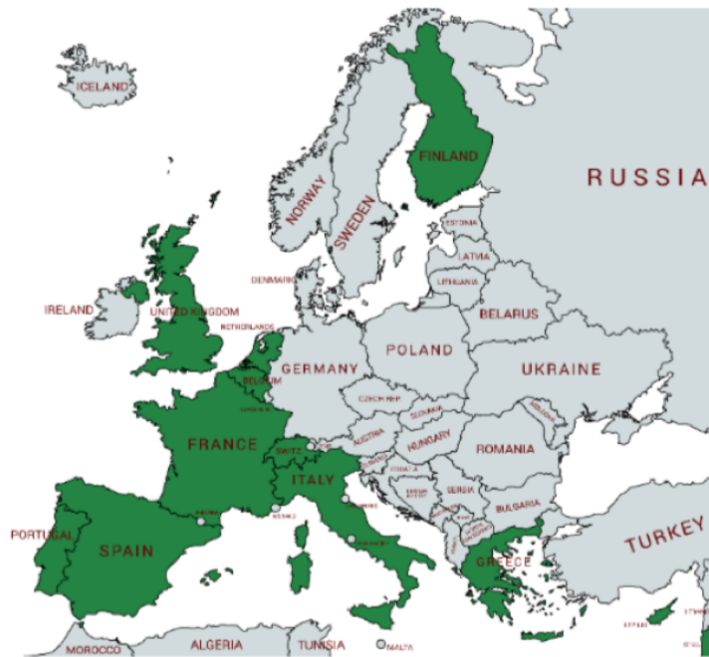 ICELAND
FINLAND
RUSSIA
NORWAY
SWEDEN
ESTONIA
LATVIA
LITHUANIA
DENMARK
IRELAND
UNITED KINGDOM
BELARUS
NETHERLANDS
POLAND
GERMANY
UKRAINE
BELGIUM
CZECH REP
SLOVAKIA
MOLDOVA
FRANCE
AUSTRIA
HUNGARY
ROMANIA
SWITZ
ITALY
CROATIA
SERBIA
BULGARIA
PORTUGAL
SPAIN
GREECE
TURKEY
MOROCCO
ALGERIA
TUNISIA
MALTA